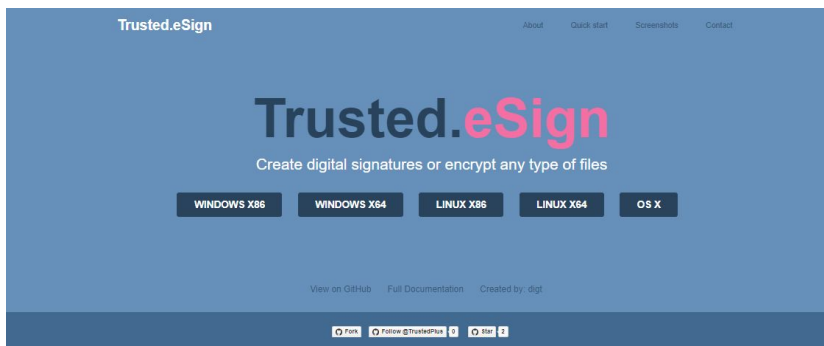 Trusted.eSign About Quick start Screenshots Contact
Trusted.eSign
Create digital signatures or encrypt any type of files
WINDOWS X86 WINDOWS X64 LINUX X86 LINUX X64 OS X
View on GitHub Full Documentation Created by: digt
Fork Follow @TrustedPlus 0 Star 2